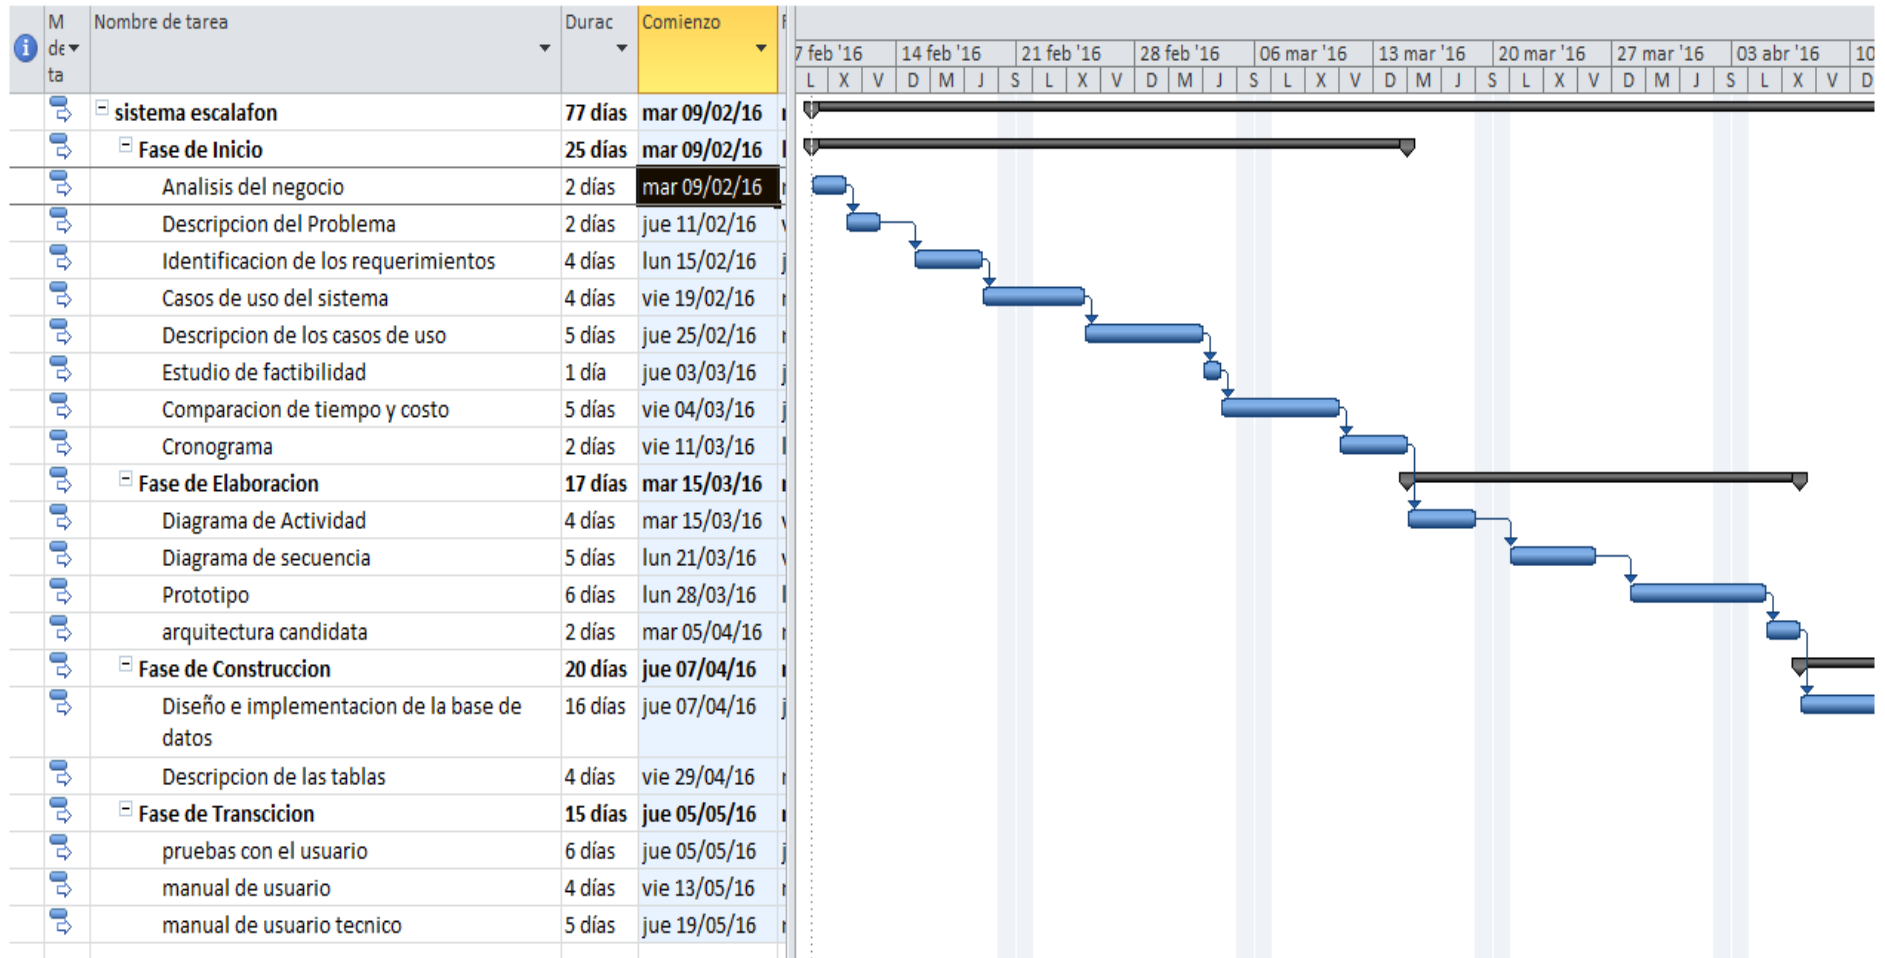 M de ta Nombre de tarea Durac Comienzo
7 feb '16 14 feb '16 21 feb '16 28 feb '16 06 mar '16 13 mar '16 20 mar '16 27 mar '16 03 abr '16 10
L X V D M J S L X V D M J S L X V D M J S L X V D M J S L X V D
sistema escalafon 77 días mar 09/02/16
Fase de Inicio 25 días mar 09/02/16
Analisis del negocio 2 días mar 09/02/16
Descripcion del Problema 2 días jue 11/02/16
Identificacion de los requerimientos 4 días lun 15/02/16
Casos de uso del sistema 4 días vie 19/02/16
Descripcion de los casos de uso 5 días jue 25/02/16
Estudio de factibilidad 1 día jue 03/03/16
Comparacion de tiempo y costo 5 días vie 04/03/16
Cronograma 2 días vie 11/03/16
Fase de Elaboracion 17 días mar 15/03/16
Diagrama de Actividad 4 días mar 15/03/16
Diagrama de secuencia 5 días lun 21/03/16
Prototipo 6 días lun 28/03/16
arquitectura candidata 2 días mar 05/04/16
Fase de Construccion 20 días jue 07/04/16
Diseño e implementacion de la base de 16 días jue 07/04/16
datos
Descripcion de las tablas 4 días vie 29/04/16
Fase de Transcicion 15 días jue 05/05/16
pruebas con el usuario 6 días jue 05/05/16
manual de usuario 4 días vie 13/05/16
manual de usuario tecnico 5 días jue 19/05/16